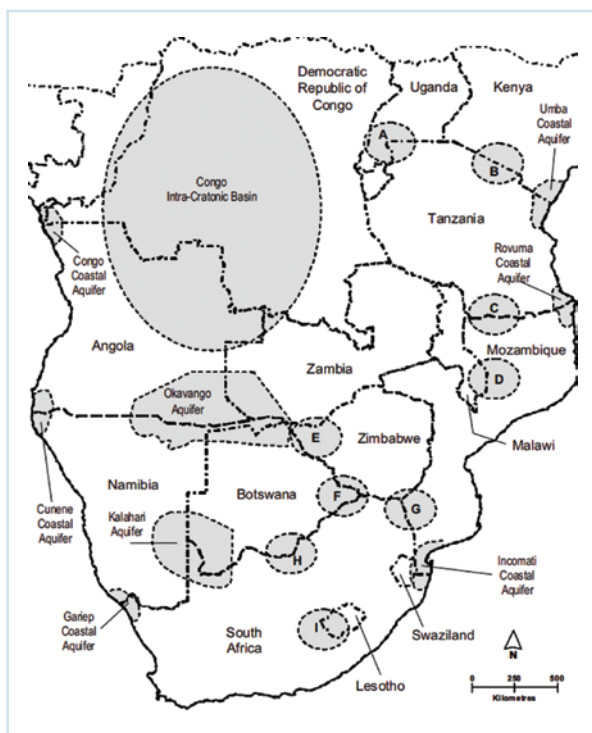 Democratic
Republic of
Congo
Uganda
Kenya
Umba
Coastal
Aquifer
A
B
Congo
Intra-Cratonic Basin
Tanzania
Rovuma
Coastal
Aquifer
Congo
Coastal
Aquifer
C
Angola
Mozambique
Zambia
D
Okavango
Aquifer
E
Zimbabwe
Malawi
Namibia
Botswana
F
G
Cunene
Coastal
Aquifer
Kalahari
Aquifer
H
Incomati
Coastal
Aquifer
Gariep
Coastal
Aquifer
South
Africa
I
Swaziland
Lesotho
N
0 250 500
Kilometres